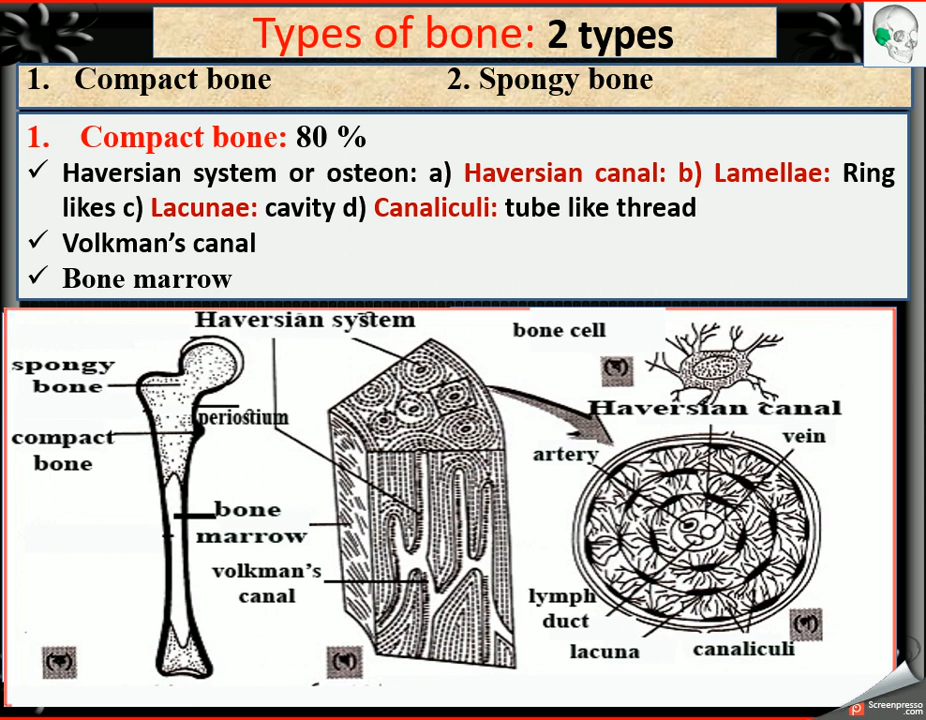 Types of bone: 2 types
1. Compact bone 2. Spongy bone
1. Compact bone: 80 %
✓ Haversian system or osteon: a) Haversian canal: b) Lamellae: Ring
likes c) Lacunae: cavity d) Canaliculi: tube like thread
✓ Volkman's canal
✓ Bone marrow
Haversian system
bone cell
spongy
bone
periostium
compact
bone
Haversian canal
vein
artery
bone
marrow
volkman's
canal
lymph
duct
lacuna
canaliculi
(ক)
(খ)
Screenpresso
.com